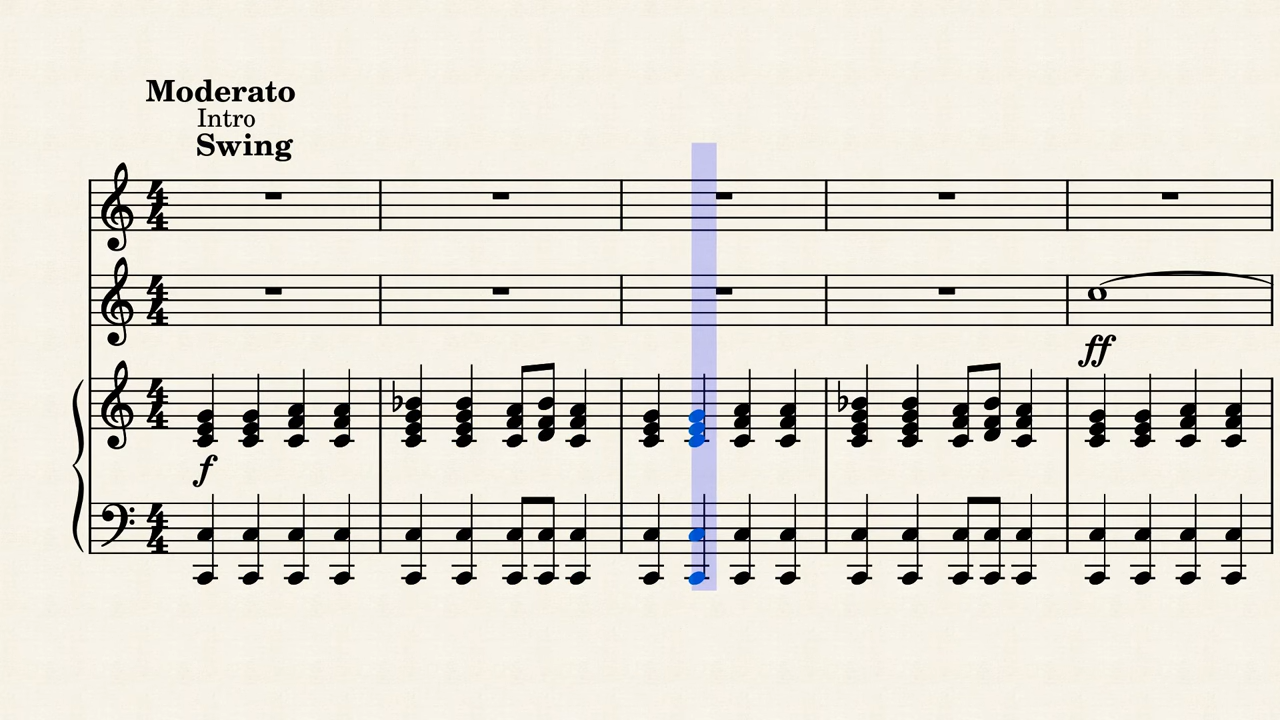 Moderato
Intro
Swing
ff
f